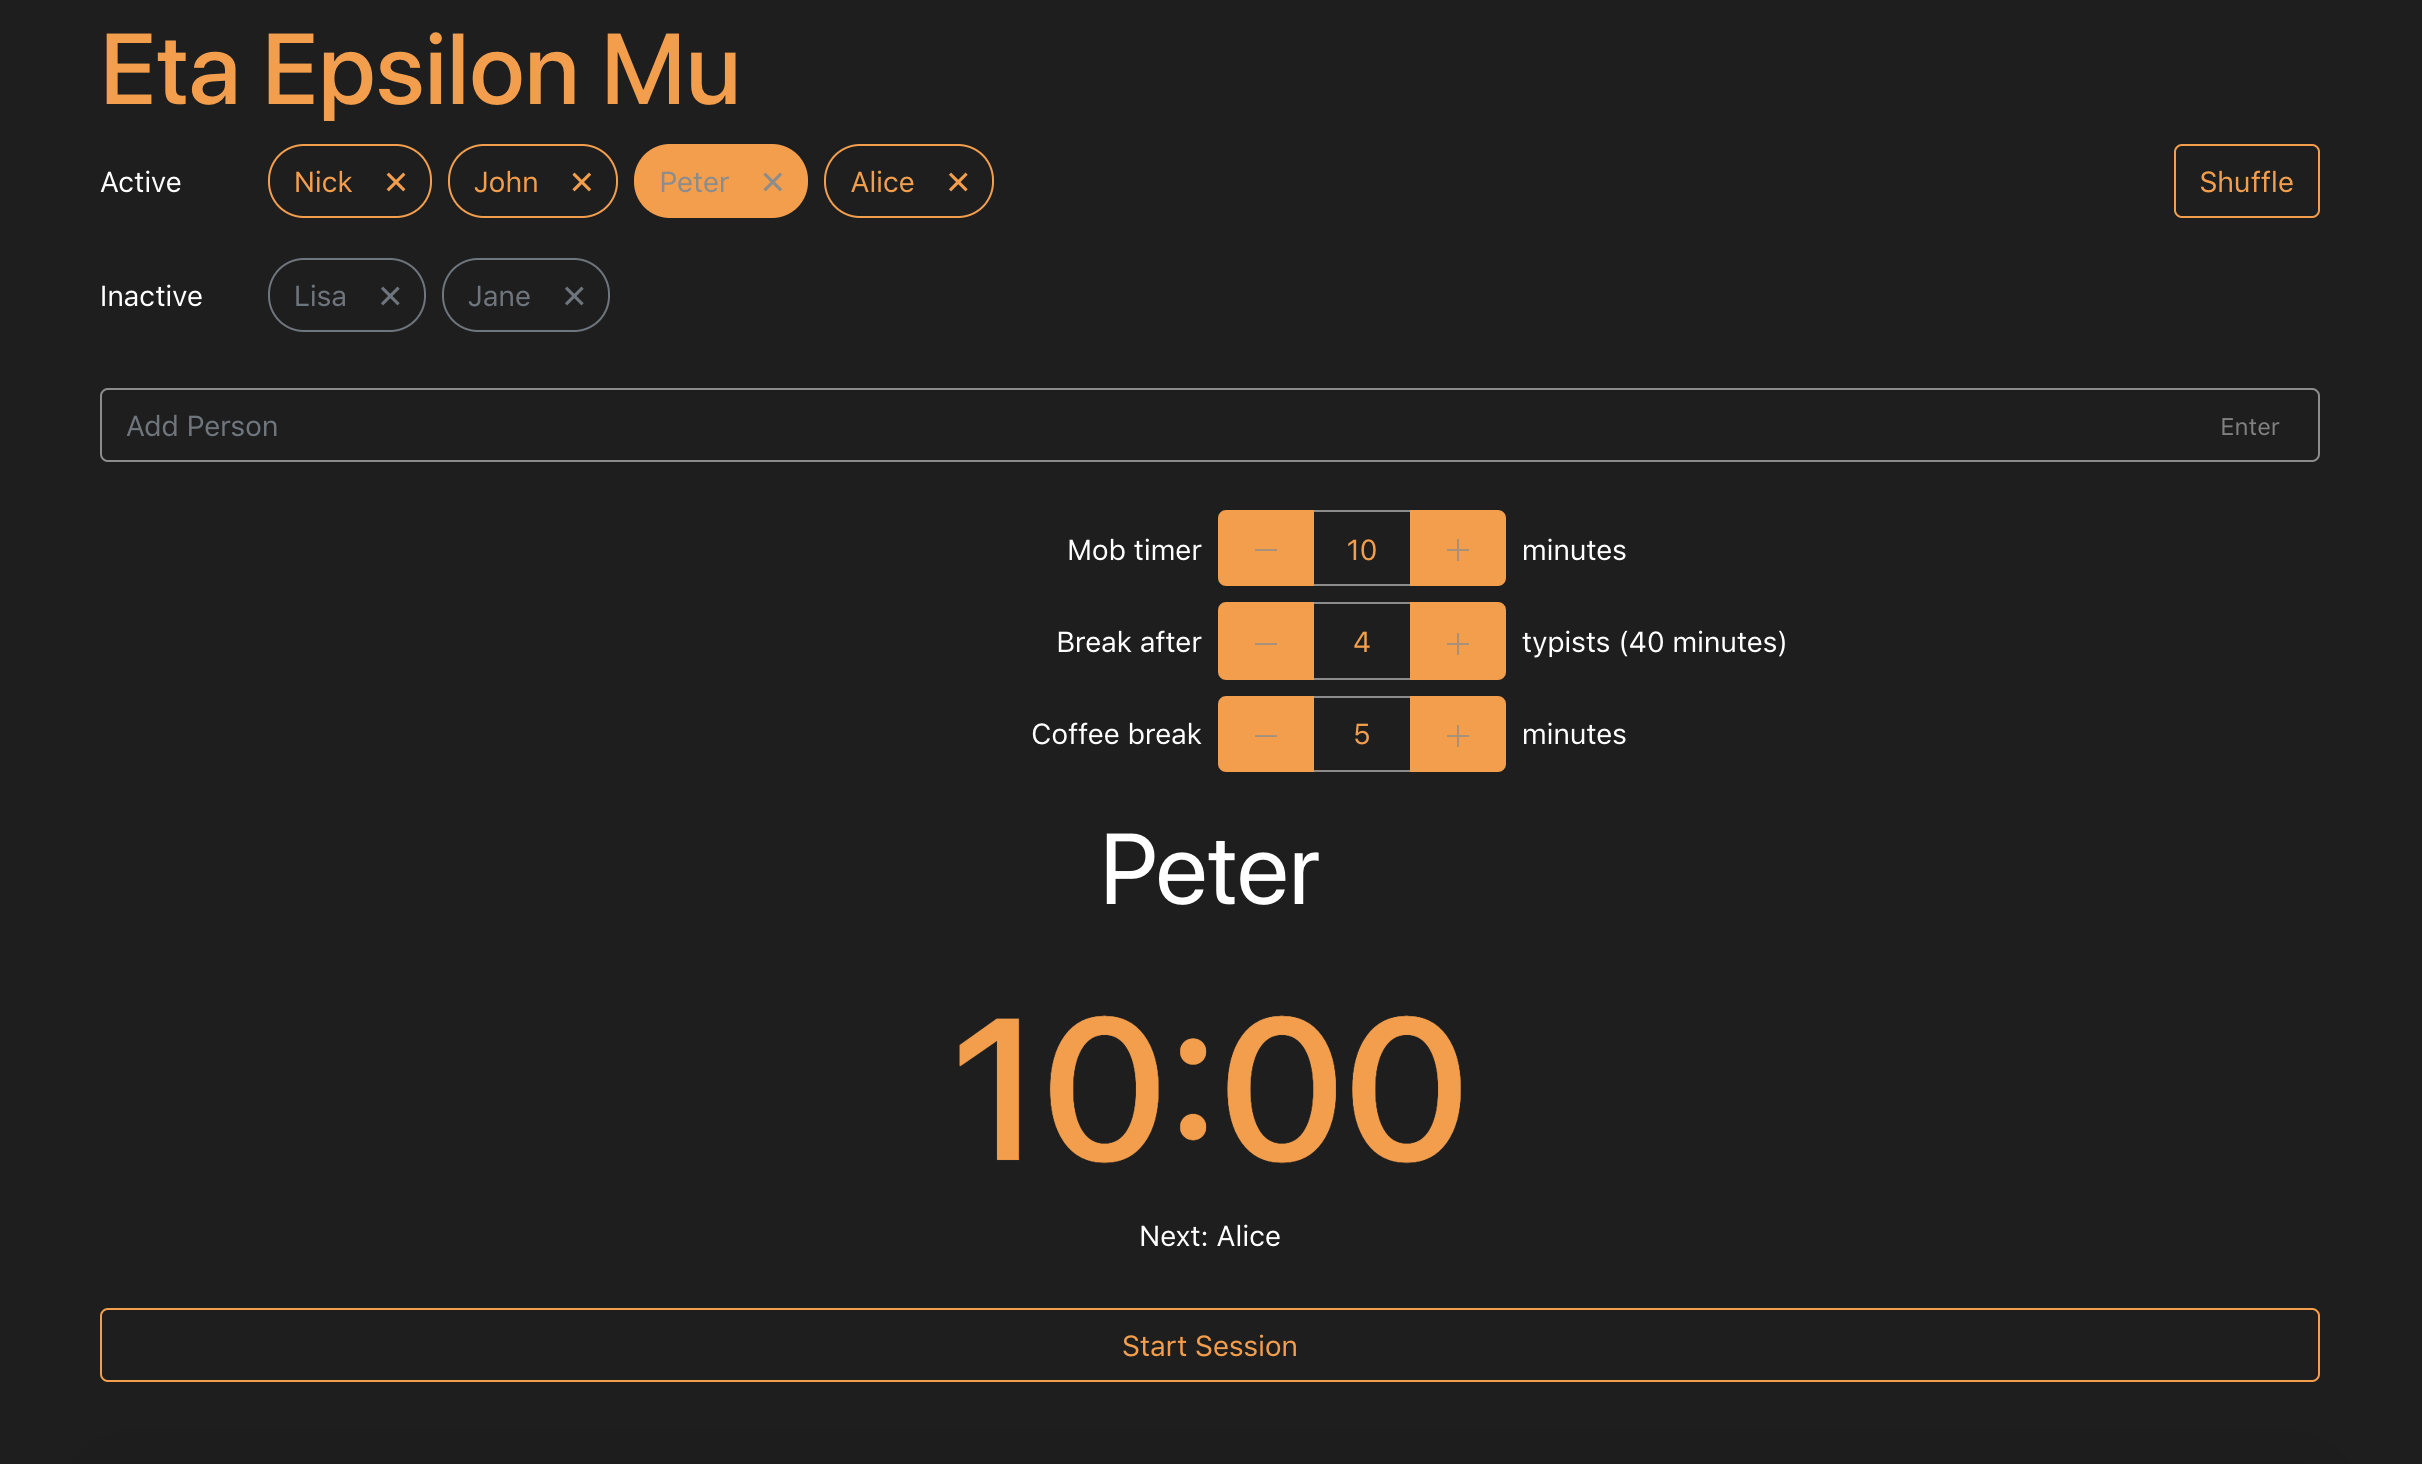 Eta Epsilon Mu
Active Nick × John × Peter × Alice × Shuffle
Inactive Lisa × Jane ×
Add Person Enter
Mob timer − 10 + minutes
Break after − 4 + typists (40 minutes)
Coffee break − 5 + minutes
Peter
10:00
Next: Alice
Start Session